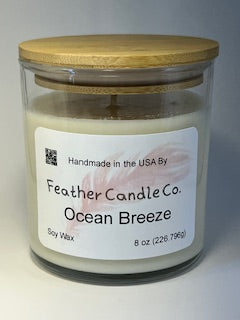 Handmade in the USA By
Feather Candle Co.
Ocean Breeze
Soy Wax
8 oz (226.796g)